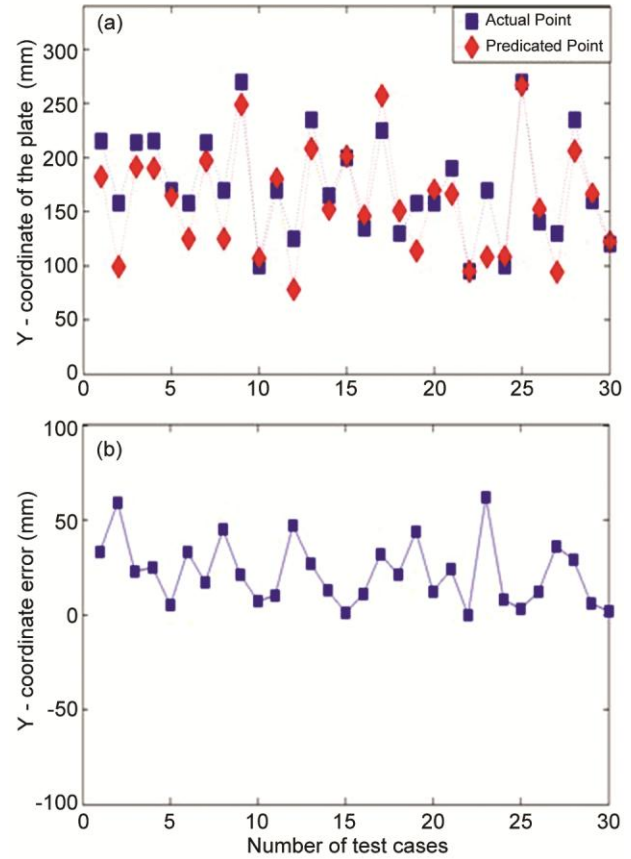 (a)
Actual Point
Predicated Point
Y - coordinate of the plate (mm)
300
250
200
150
100
50
0
0 5 10 15 20 25 30
(b)
Y - coordinate error (mm)
100
50
0
-50
-100
0 5 10 15 20 25 30
Number of test cases